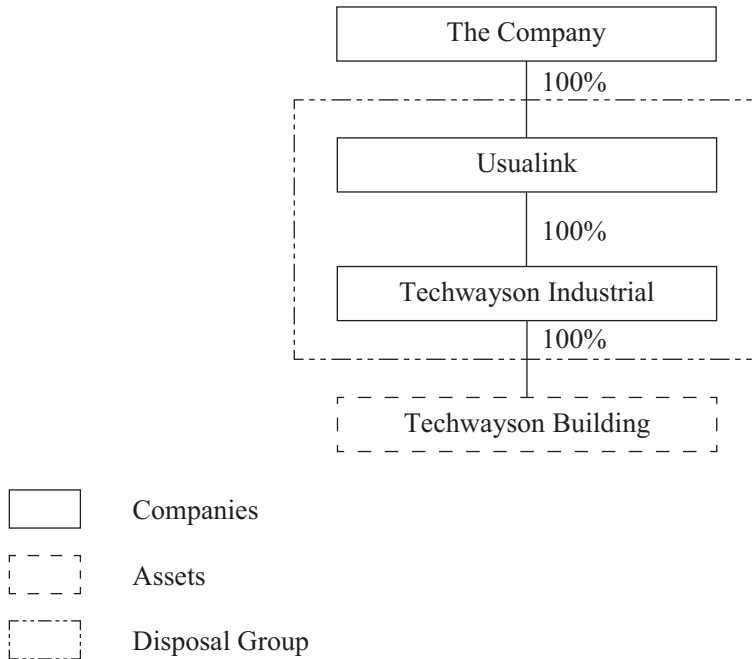 The Company
100%
Usualink
100%
Techwayson Industrial
100%
Techwayson Building
Companies
Assets
Disposal Group